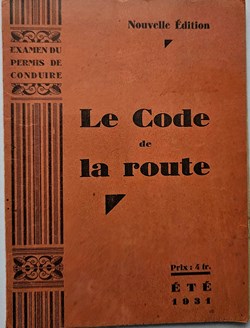 Nouvelle Édition
EXAMEN DU
PERMIS DE
CONDUIRE
Le Code
de
la route
Prix : 4 fr.
ÉTÉ
1931